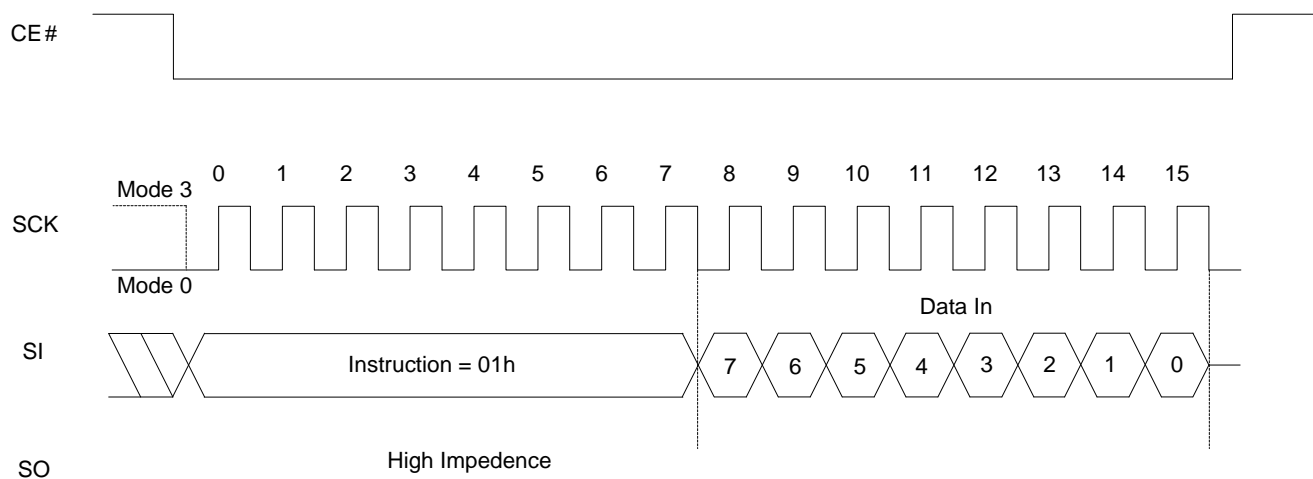 CE#
0 1 2 3 4 5 6 7 8 9 10 11 12 13 14 15
Mode 3
SCK
Mode 0
Data In
SI
Instruction = 01h
7 6 5 4 3 2 1 0
High Impedence
SO